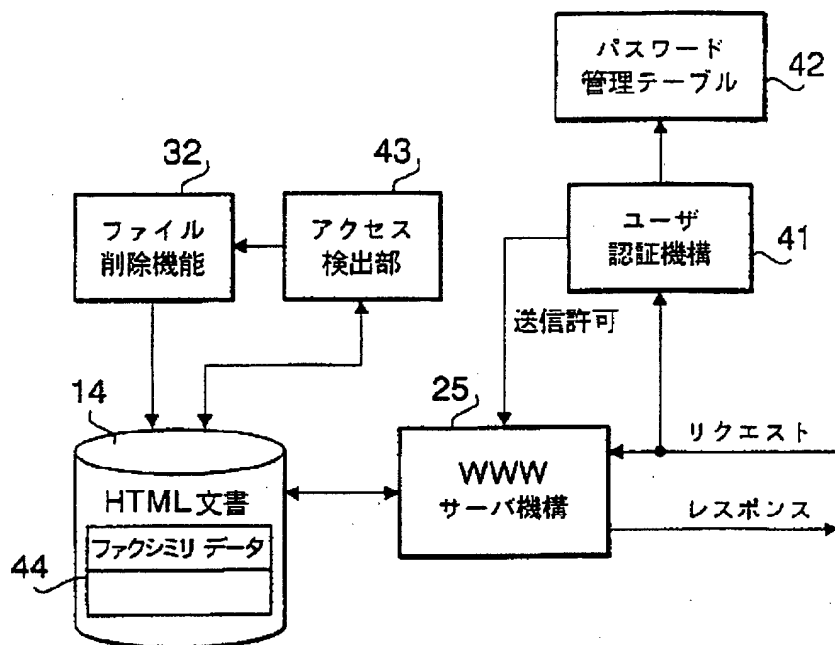 パスワード
管理テーブル
42
32
43
ファイル
削除機能
アクセス
検出部
ユーザ
認証機構
41
送信許可
14
25
リクエスト
WWW
サーバ機構
レスポンス
HTML文書
ファクシミリ データ
44